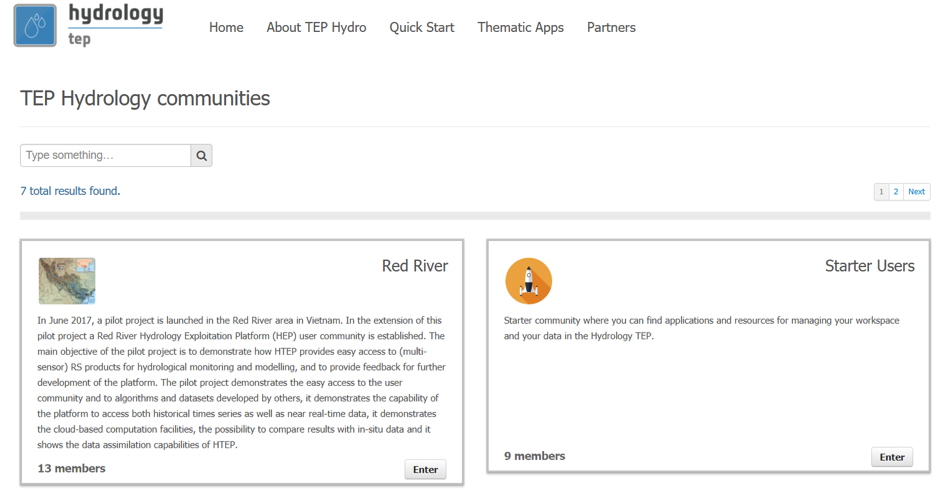 hydrology
tep
Home About TEP Hydro Quick Start Thematic Apps Partners
TEP Hydrology communities
Type something...
7 total results found.
1 2 Next
Red River
In June 2017, a pilot project is launched in the Red River area in Vietnam. In the extension of this
pilot project a Red River Hydrology Exploitation Platform (HEP) user community is established. The
main objective of the pilot project is to demonstrate how HTEP provides easy access to (multi-
sensor) RS products for hydrological monitoring and modelling, and to provide feedback for further
development of the platform. The pilot project demonstrates the easy access to the user
community and to algorithms and datasets developed by others, it demonstrates the capability of
the platform to access both historical times series as well as near real-time data, it demonstrates
the cloud-based computation facilities, the possibility to compare results with in-situ data and it
shows the data assimilation capabilities of HTEP.
13 members
Enter
Starter Users
Starter community where you can find applications and resources for managing your workspace
and your data in the Hydrology TEP.
9 members
Enter